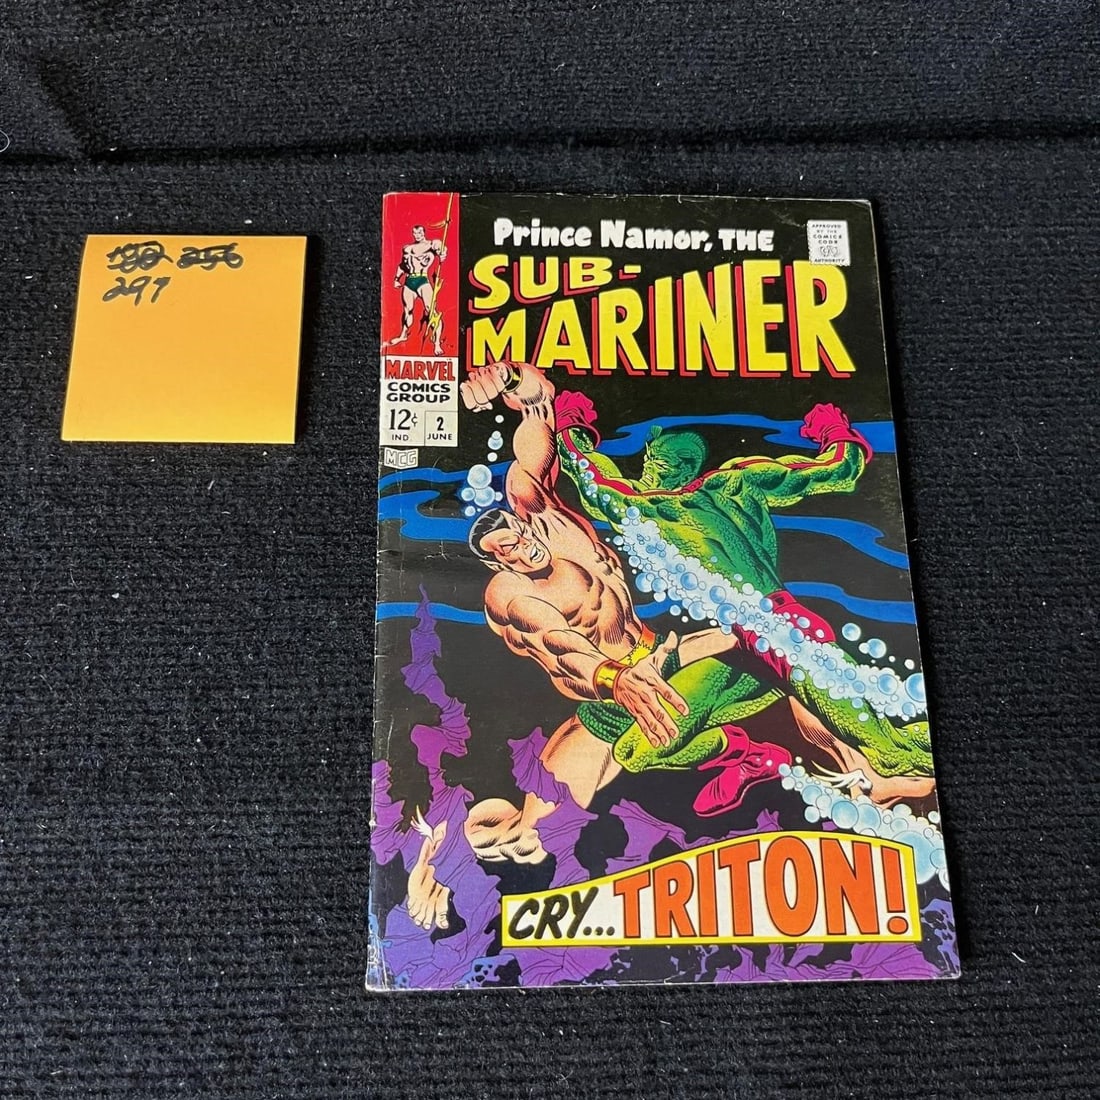 256
297
Prince Namor, THE
SUB-
MARINER
APPROVED
BY THE
COMICS
CODE
AUTHORITY
MARVEL
COMICS
GROUP
12¢
IND.
2
JUNE
MCG
CRY... TRITON!